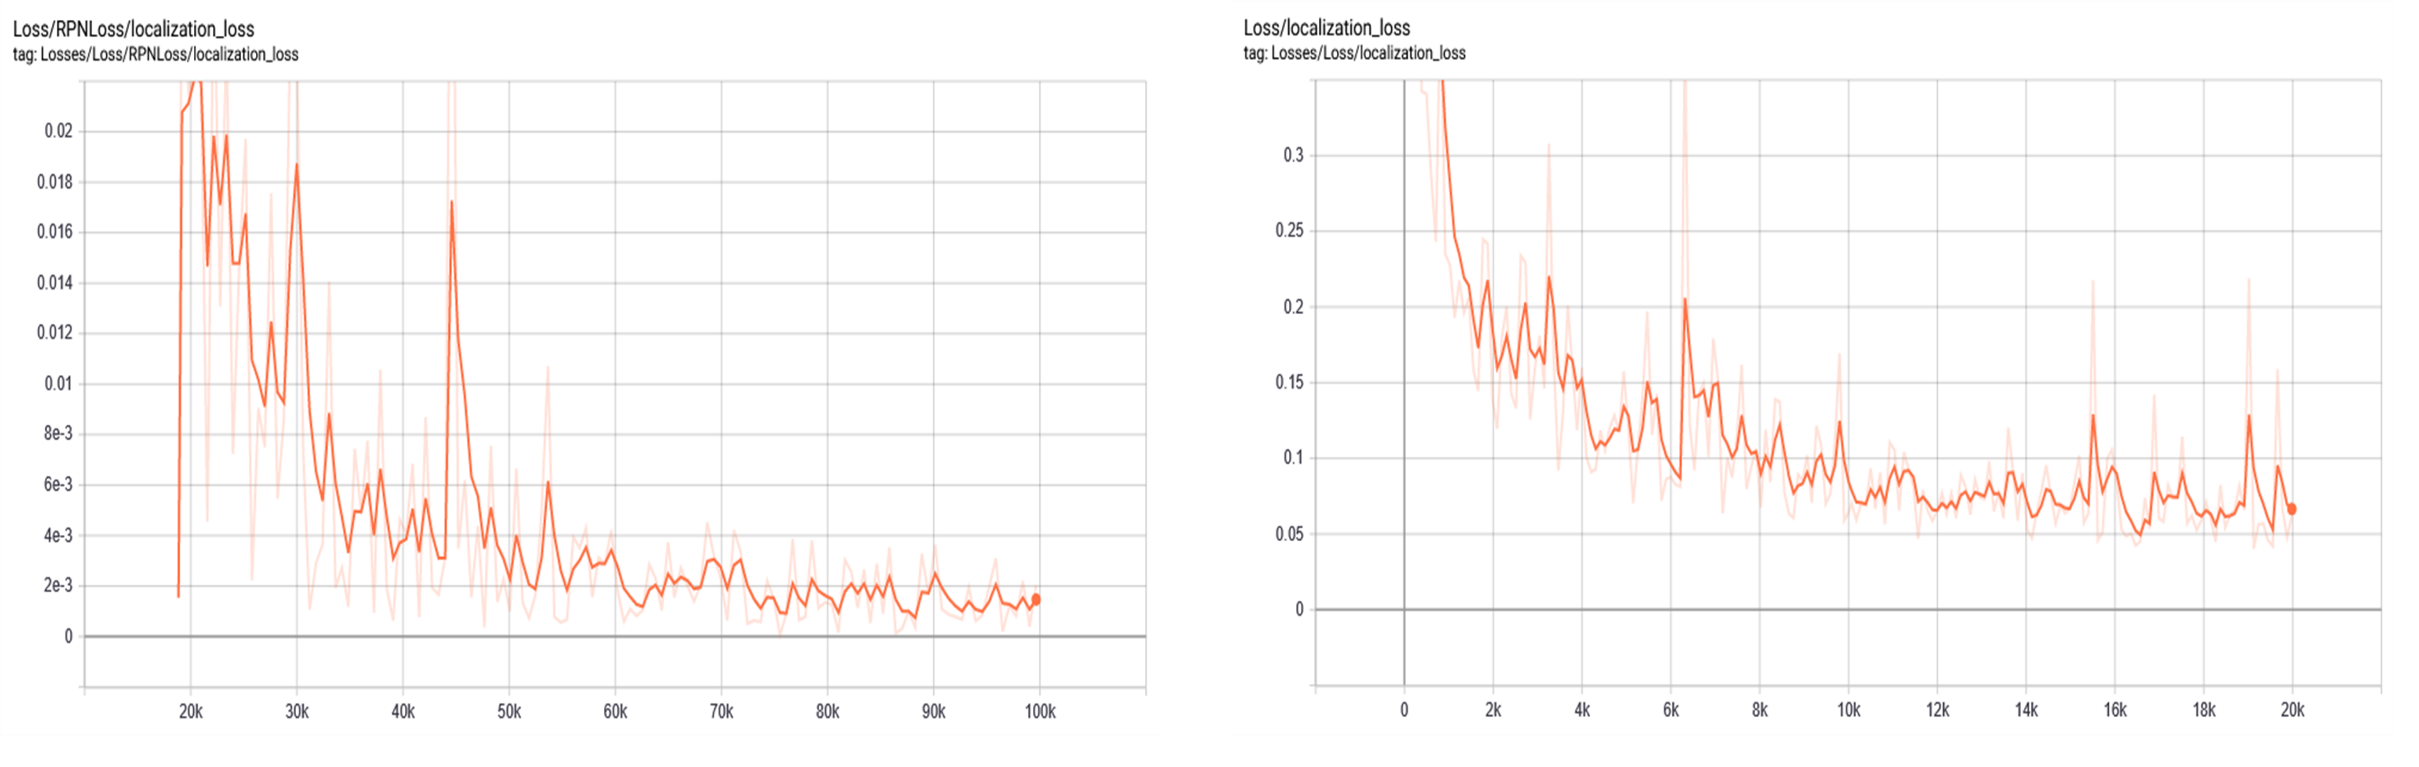 Loss/RPNLoss/localization_loss
tag: Losses/Loss/RPNLoss/localization_loss
0.02
0.018
0.016
0.014
0.012
0.01
8e-3
6e-3
4e-3
2e-3
0
20k 30k 40k 50k 60k 70k 80k 90k 100k
Loss/localization_loss
tag: Losses/Loss/localization_loss
0.3
0.25
0.2
0.15
0.1
0.05
0
0 2k 4k 6k 8k 10k 12k 14k 16k 18k 20k